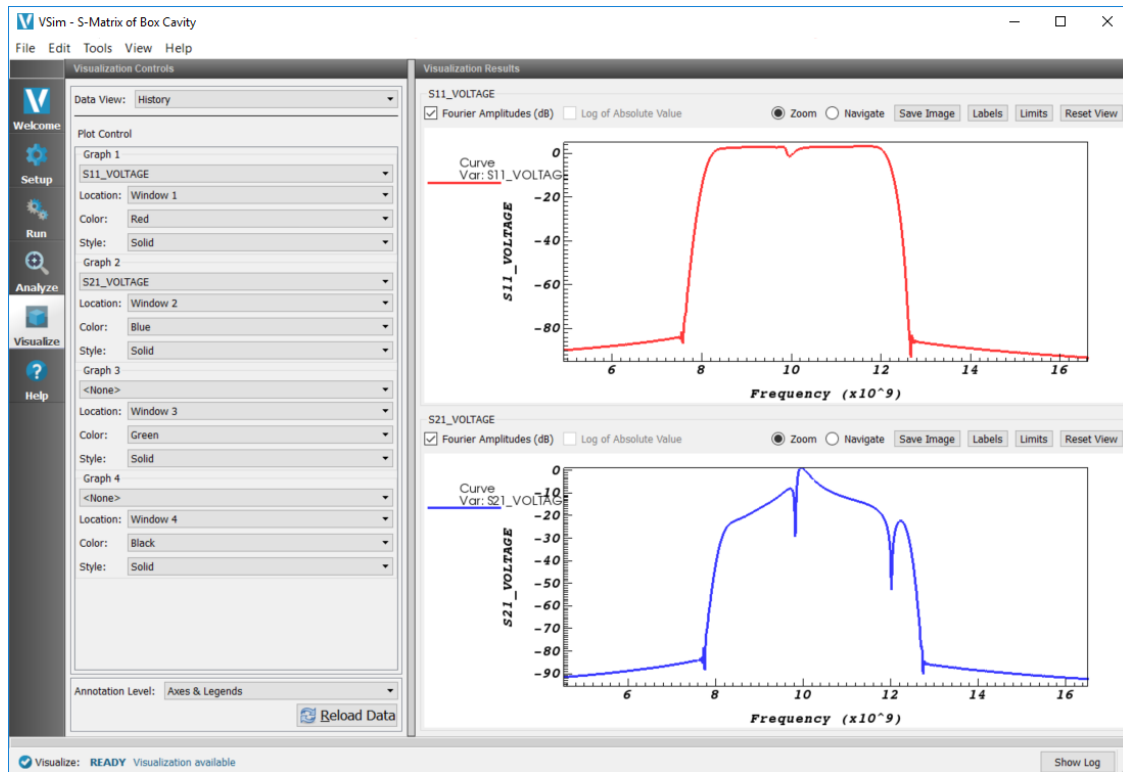 VSim - S-Matrix of Box Cavity
File Edit Tools View Help
Visualization Controls
Welcome
Setup
Run
Analyze
Visualize
Help
Data View: History
Plot Control
Graph 1
S11_VOLTAGE
Location: Window 1
Color: Red
Style: Solid
Graph 2
S21_VOLTAGE
Location: Window 2
Color: Blue
Style: Solid
Graph 3
<None>
Location: Window 3
Color: Green
Style: Solid
Graph 4
<None>
Location: Window 4
Color: Black
Style: Solid
Annotation Level: Axes & Legends
Reload Data
Visualization Results
S11_VOLTAGE
Fourier Amplitudes (dB) Log of Absolute Value Zoom Navigate Save Image Labels Limits Reset View
Curve
Var: S11_VOLTAG
S11_VOLTAGE
0
-20
-40
-60
-80
6 8 10 12 14 16
Frequency (x10^9)
S21_VOLTAGE
Fourier Amplitudes (dB) Log of Absolute Value Zoom Navigate Save Image Labels Limits Reset View
Curve
Var: S21_VOLTAG
S21_VOLTAGE
0
-10
-20
-30
-40
-50
-60
-70
-80
-90
6 8 10 12 14 16
Frequency (x10^9)
Visualize: READY Visualization available
Show Log